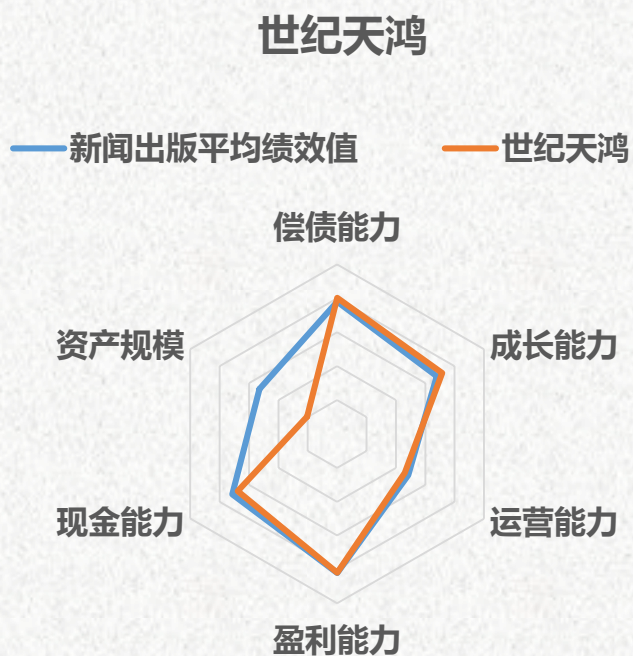 世纪天鸿
新闻出版平均绩效值 世纪天鸿
偿债能力
资产规模 成长能力
现金能力 运营能力
盈利能力